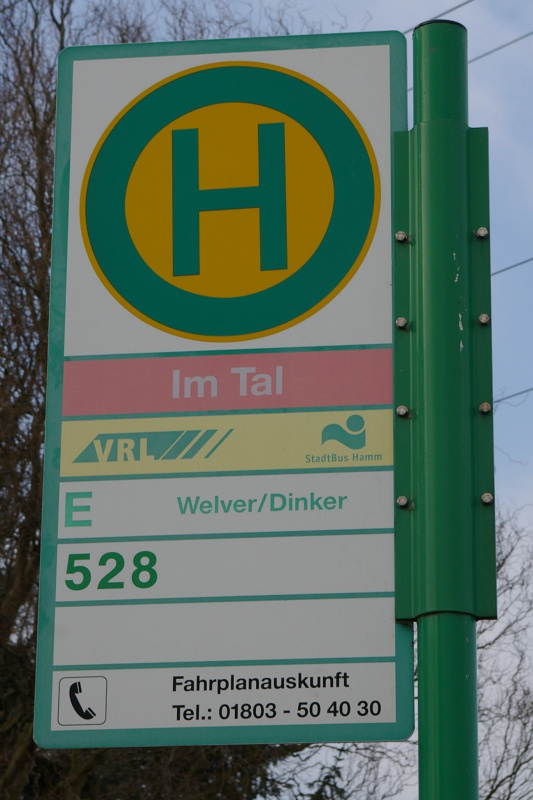 H
Im Tal
VRL
StadtBus Hamm
E Welver/Dinker
528
Fahrplanauskunft
Tel.: 01803 - 50 40 30